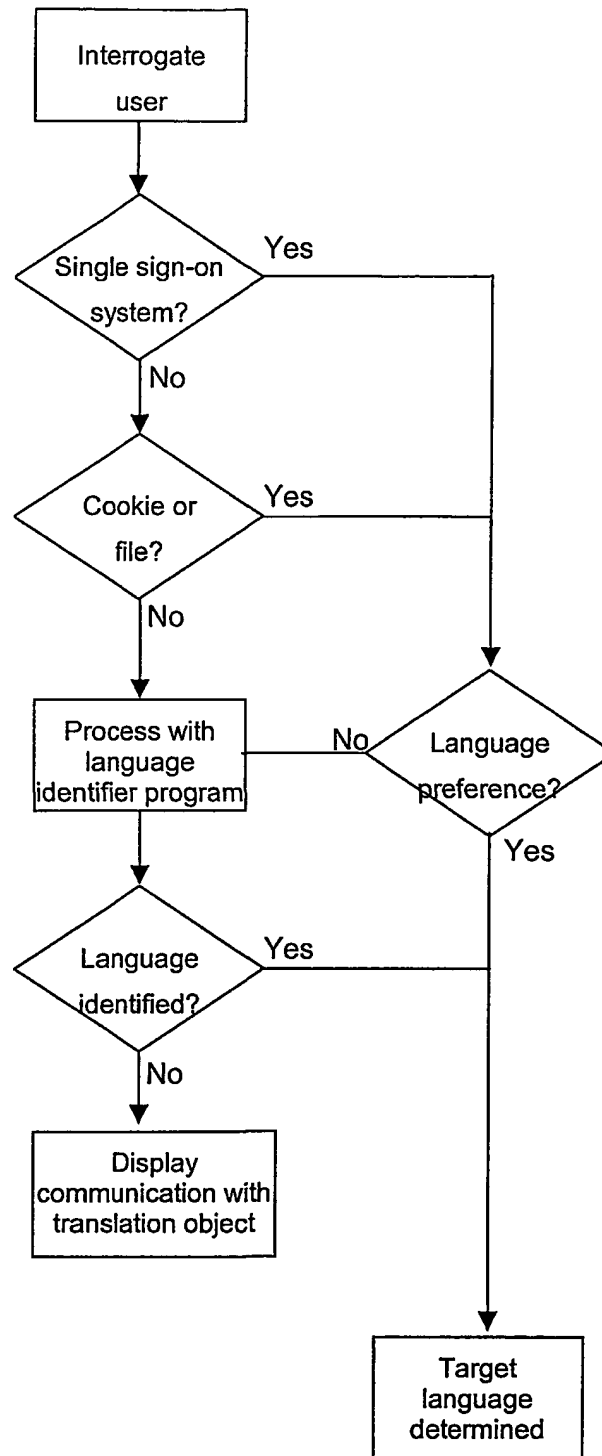 Interrogate
user
Yes
Single sign-on
system?
No
Yes
Cookie or
file?
No
Process with
language
identifier program
No
Language
preference?
Yes
Yes
Language
identified?
No
Display
communication with
translation object
Target
language
determined